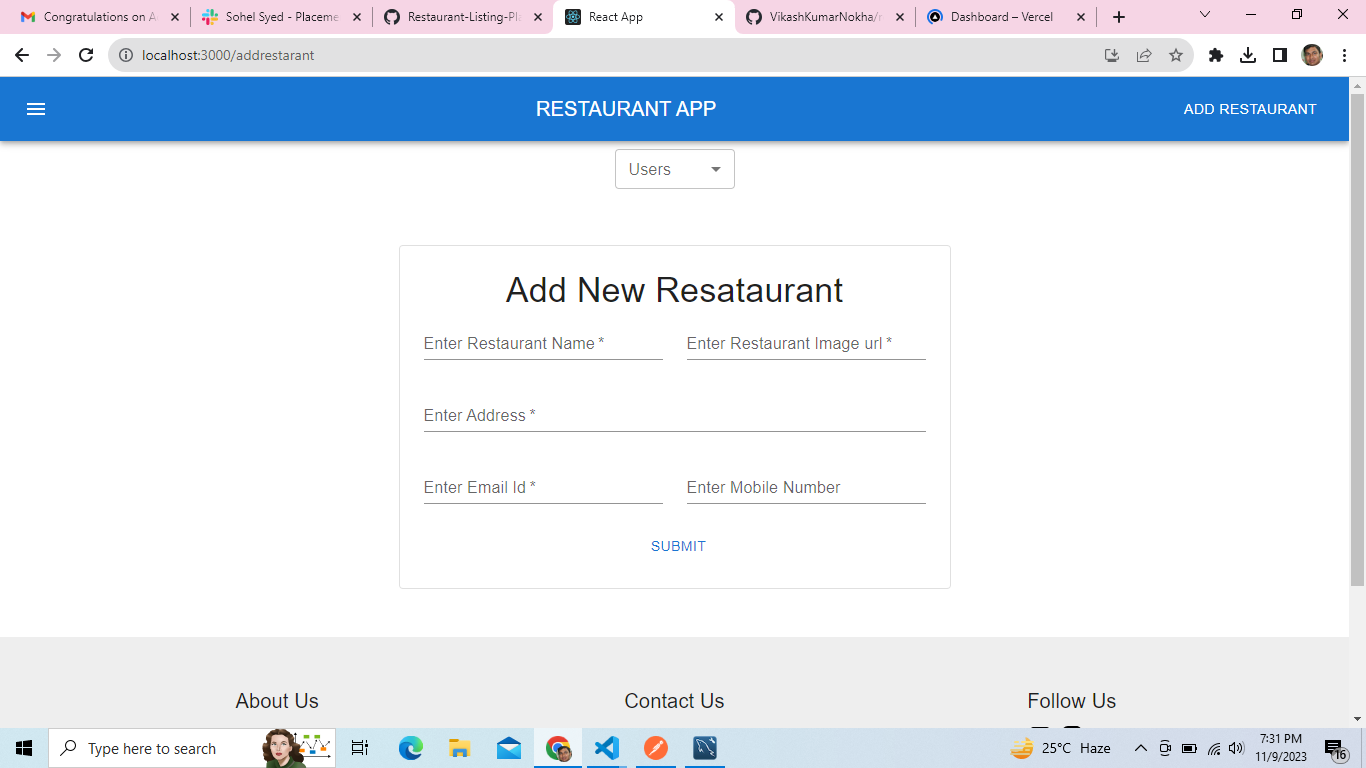 Congratulations on A
Sohel Syed - Placeme
Restaurant-Listing-Pla
React App
VikashKumarNokha/r
Dashboard – Vercel
localhost:3000/addrestarant
RESTAURANT APP
ADD RESTAURANT
Users
Add New Resataurant
Enter Restaurant Name *
Enter Restaurant Image url *
Enter Address *
Enter Email Id *
Enter Mobile Number
SUBMIT
About Us
Contact Us
Follow Us
Type here to search
25°C Haze
7:31 PM
11/9/2023
16